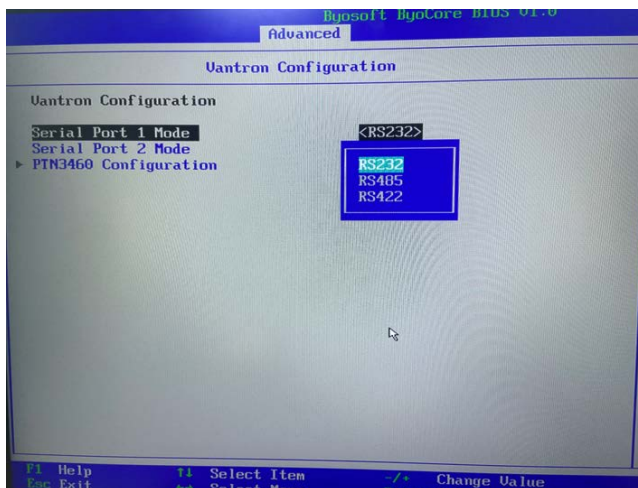 Byosoft ByoCore BIOS V1.0
Advanced
Vantron Configuration
Vantron Configuration
Serial Port 1 Mode <RS232>
Serial Port 2 Mode
PTN3460 Configuration
RS232
RS485
RS422
F1 Help ↑↓ Select Item -/+ Change Value
Esc Exit Select